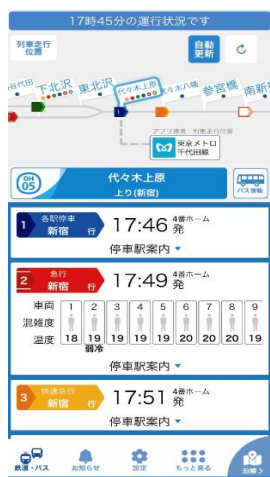 17時45分の運行状況です
列車走行
位置
自動
更新
下北沢 東北沢 代々木上原 代々木八幡 参宮橋 南新
アプリ連携 列車走行位置
東京メトロ
千代田線
OH
05
代々木上原
上り(新宿)
バス情報
1 各駅停車
新宿 行
17:46 発
4番ホーム
停車駅案内
2 急行
新宿 行
17:49 発
4番ホーム
車両 1 2 3 4 5 6 7 8 9
混雑度
温度 18 19 19 19 19 20 20 20 19
弱冷
停車駅案内
3 快速急行
新宿 行
17:51 発
4番ホーム
停車駅案内
鉄道・バス お知らせ 設定 もっと見る 沿線